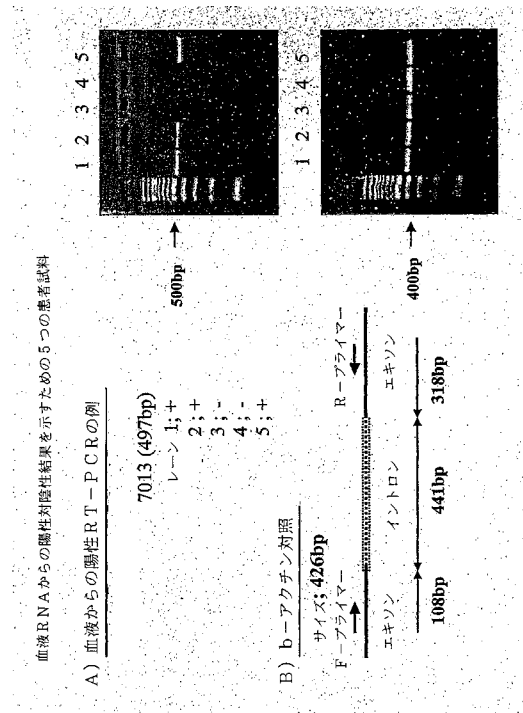 血液RNAからの陽性対陰性結果を示すための5つの患者試料
A) 血液からの陽性RT-PCRの例
7013 (497bp)
レーン 1; +
2; +
3; -
4; -
5; +
1 2 3 4 5
500bp →
B) b-アクチン対照
サイズ; 426bp
F-プライマー
R-プライマー
エキソン
イントロン
エキソン
108bp
441bp
318bp
1 2 3 4 5
400bp →